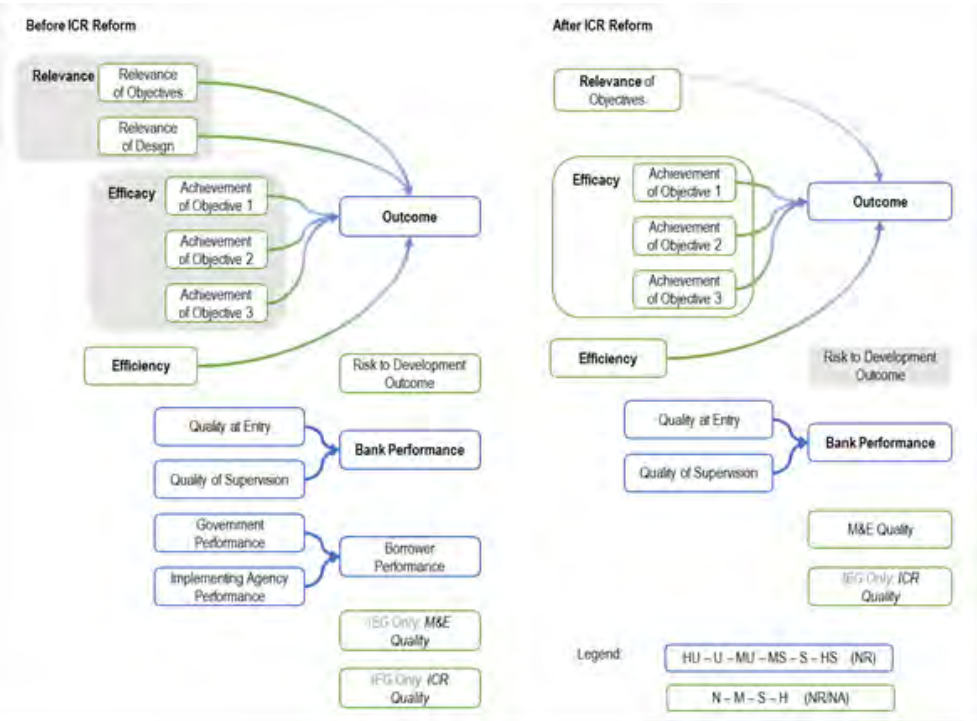 Before ICR Reform
Relevance
Relevance
of Objectives
Relevance
of Design
Efficacy
Achievement
of Objective 1
Achievement
of Objective 2
Achievement
of Objective 3
Outcome
Efficiency
Risk to Development
Outcome
Quality at Entry
Quality of Supervision
Bank Performance
Government
Performance
Implementing Agency
Performance
Borrower
Performance
IEG Only: M&E
Quality
IEG Only: ICR
Quality
After ICR Reform
Relevance of
Objectives
Efficacy
Achievement
of Objective 1
Achievement
of Objective 2
Achievement
of Objective 3
Outcome
Efficiency
Risk to Development
Outcome
Quality at Entry
Quality of Supervision
Bank Performance
M&E Quality
IEG Only: ICR
Quality
Legend:
HU – U – MU – MS – S – HS (NR)
N – M – S – H (NR/NA)